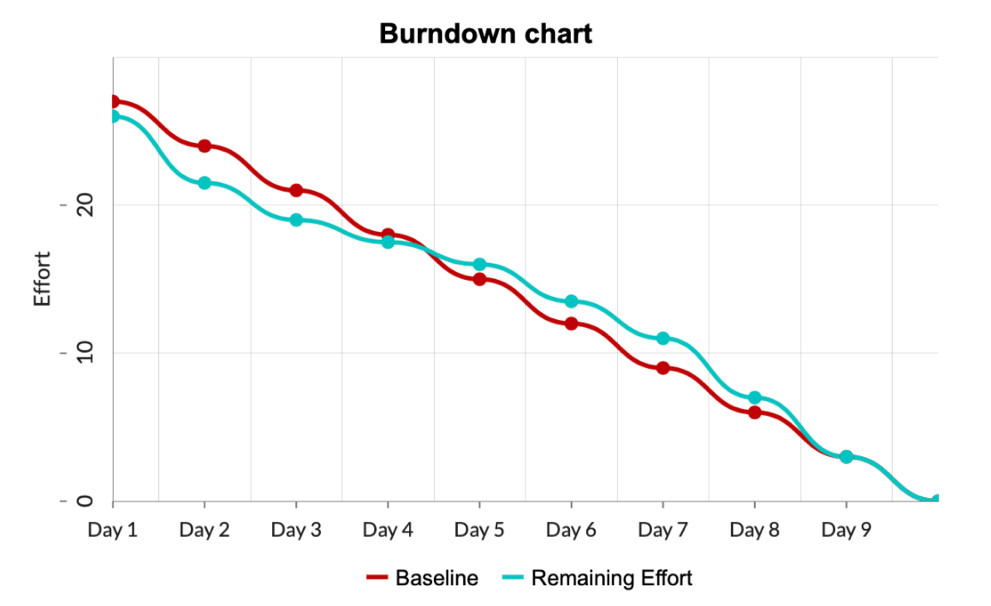 Burndown chart
Effort
20
10
0
Day 1 Day 2 Day 3 Day 4 Day 5 Day 6 Day 7 Day 8 Day 9
Baseline Remaining Effort